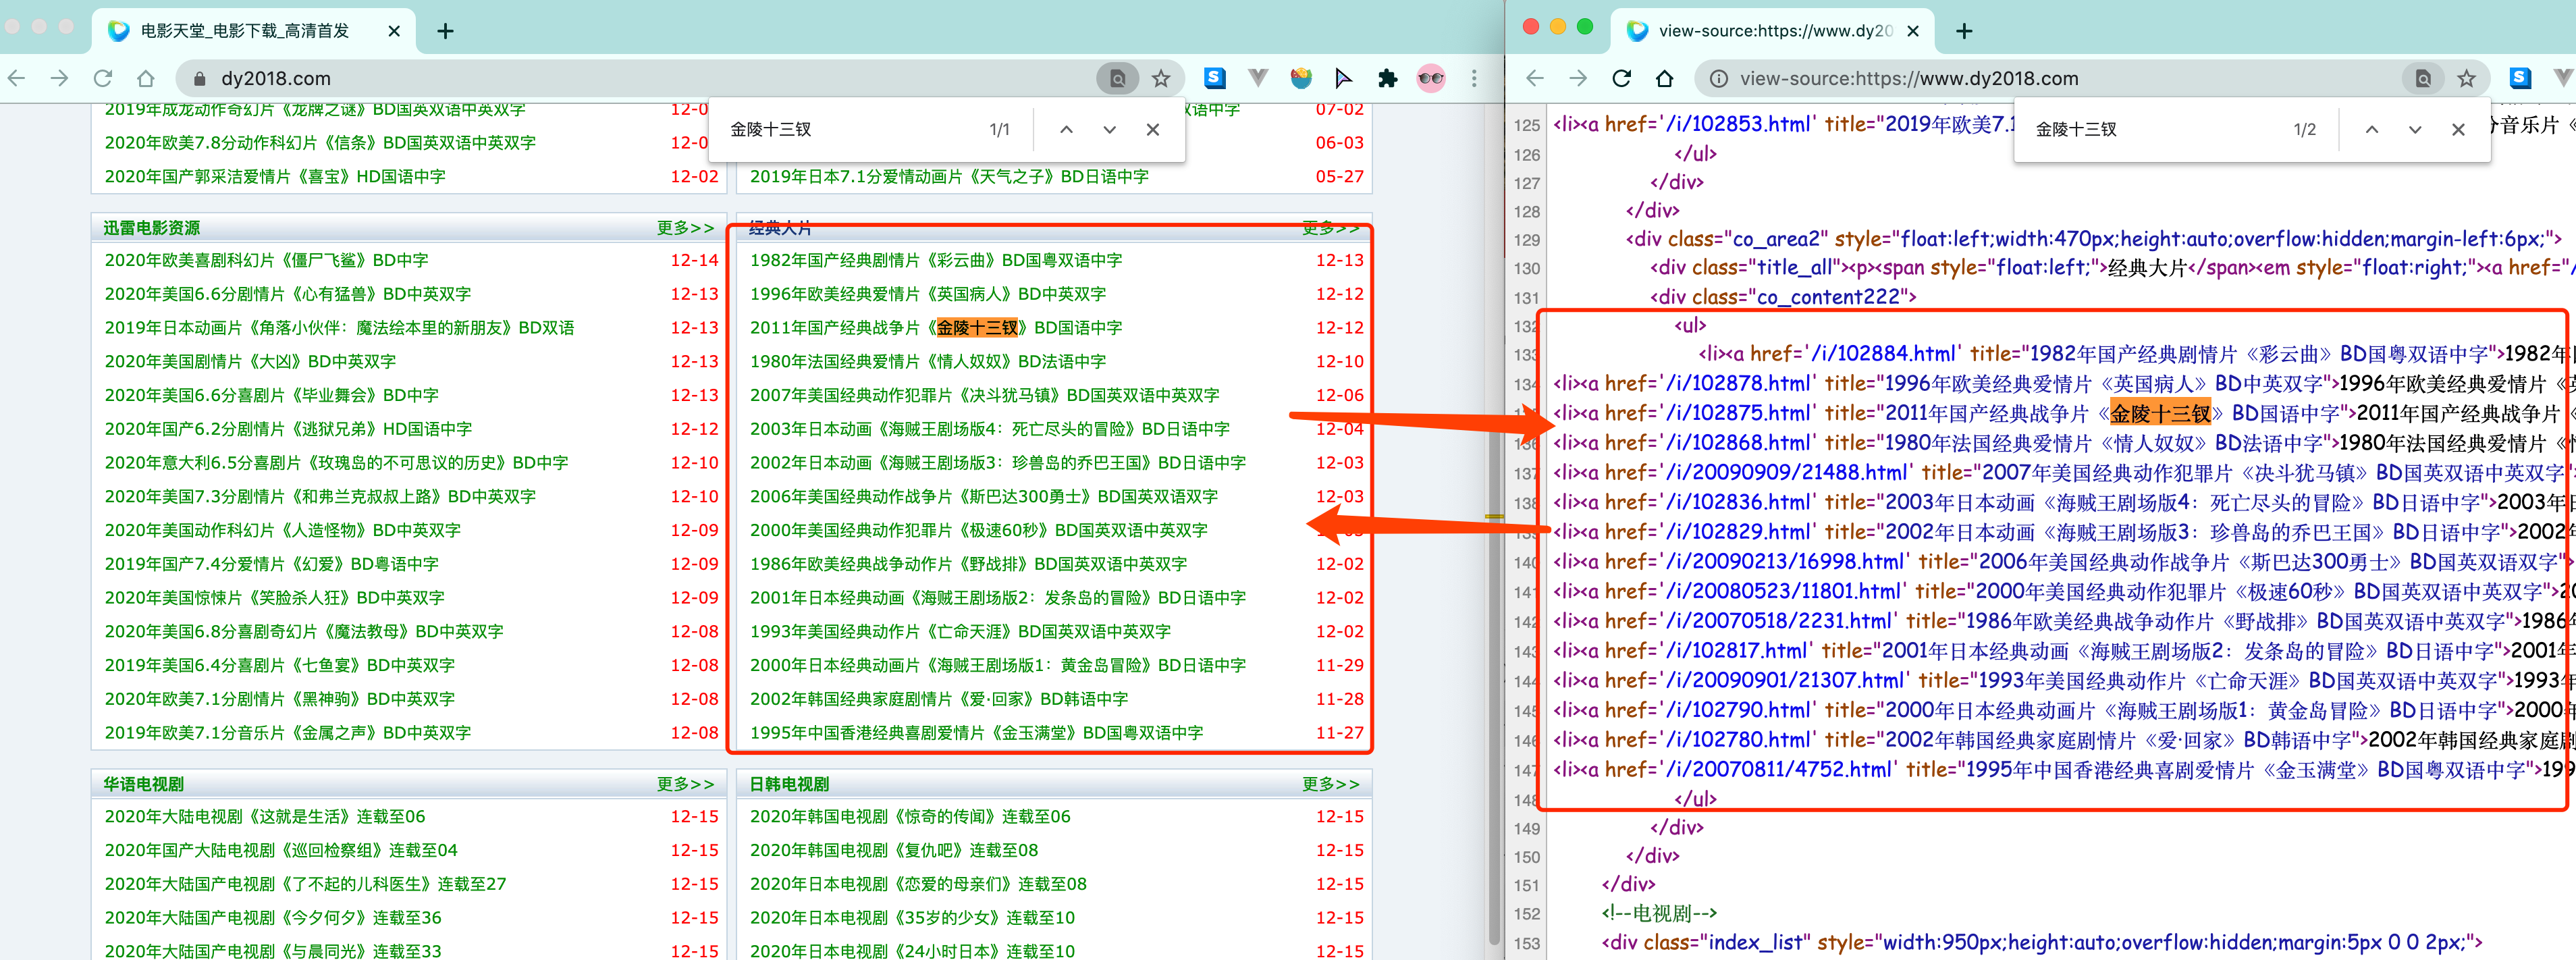 电影天堂_电影下载_高清首发
dy2018.com
金陵十三钗
1/1
2019年成龙动作奇幻片《龙牌之谜》BD国英双语中英双字
12-0
2020年欧美7.8分动作科幻片《信条》BD国英双语中英双字
12-0
2020年国产郭采洁爱情片《喜宝》HD国语中字
12-02
双语中字
07-02
06-03
2019年日本7.1分爱情动画片《天气之子》BD日语中字
05-27
迅雷电影资源
更多>>
2020年欧美喜剧科幻片《僵尸飞鲨》BD中字
12-14
2020年美国6.6分剧情片《心有猛兽》BD中英双字
12-13
2019年日本动画片《角落小伙伴：魔法绘本里的新朋友》BD双语
12-13
2020年美国剧情片《大凶》BD中英双字
12-13
2020年美国6.6分喜剧片《毕业舞会》BD中字
12-13
2020年国产6.2分剧情片《逃狱兄弟》HD国语中字
12-12
2020年意大利6.5分喜剧片《玫瑰岛的不可思议的历史》BD中字
12-10
2020年美国7.3分剧情片《和弗兰克叔叔上路》BD中英双字
12-10
2020年美国动作科幻片《人造怪物》BD中英双字
12-09
2019年国产7.4分爱情片《幻爱》BD粤语中字
12-09
2020年美国惊悚片《笑脸杀人狂》BD中英双字
12-09
2020年美国6.8分喜剧奇幻片《魔法教母》BD中英双字
12-08
2019年美国6.4分喜剧片《七鱼宴》BD中英双字
12-08
2020年欧美7.1分剧情片《黑神驹》BD中英双字
12-08
2019年欧美7.1分音乐片《金属之声》BD中英双字
12-08
经典大片
更多>>
1982年国产经典剧情片《彩云曲》BD国粤双语中字
12-13
1996年欧美经典爱情片《英国病人》BD中英双字
12-12
2011年国产经典战争片《金陵十三钗》BD国语中字
12-12
1980年法国经典爱情片《情人奴奴》BD法语中字
12-10
2007年美国经典动作犯罪片《决斗犹马镇》BD国英双语中英双字
12-06
2003年日本动画《海贼王剧场版4：死亡尽头的冒险》BD日语中字
12-04
2002年日本动画《海贼王剧场版3：珍兽岛的乔巴王国》BD日语中字
12-03
2006年美国经典动作战争片《斯巴达300勇士》BD国英双语双字
12-03
2000年美国经典动作犯罪片《极速60秒》BD国英双语中英双字
1986年欧美经典战争动作片《野战排》BD国英双语中英双字
12-02
2001年日本经典动画《海贼王剧场版2：发条岛的冒险》BD日语中字
12-02
1993年美国经典动作片《亡命天涯》BD国英双语中英双字
12-02
2000年日本经典动画片《海贼王剧场版1：黄金岛冒险》BD日语中字
11-29
2002年韩国经典家庭剧情片《爱·回家》BD韩语中字
11-28
1995年中国香港经典喜剧爱情片《金玉满堂》BD国粤双语中字
11-27
华语电视剧
更多>>
2020年大陆电视剧《这就是生活》连载至06
12-15
2020年国产大陆电视剧《巡回检察组》连载至04
12-15
2020年大陆国产电视剧《了不起的儿科医生》连载至27
12-15
2020年大陆国产电视剧《今夕何夕》连载至36
12-15
2020年大陆国产电视剧《与晨同光》连载至33
12-15
日韩电视剧
更多>>
2020年韩国电视剧《惊奇的传闻》连载至06
12-15
2020年韩国电视剧《复仇吧》连载至08
12-15
2020年日本电视剧《恋爱的母亲们》连载至08
12-15
2020年日本电视剧《35岁的少女》连载至10
12-15
2020年日本电视剧《24小时日本》连载至10
12-15
view-source:https://www.dy20
view-source:https://www.dy2018.com
金陵十三钗
1/2
125 <li><a href='/i/102853.html' title="2019年欧美7.1 分音乐片《
126 </ul>
127 </div>
128 </div>
129 <div class="co_area2" style="float:left;width:470px;height:auto;overflow:hidden;margin-left:6px;">
130 <div class="title_all"><p><span style="float:left;">经典大片</span><em style="float:right;"><a href="/
131 <div class="co_content222">
132 <ul>
133 <li><a href='/i/102884.html' title="1982年国产经典剧情片《彩云曲》BD国粤双语中字">1982年
134 <li><a href='/i/102878.html' title="1996年欧美经典爱情片《英国病人》BD中英双字">1996年欧美经典爱情片《
<li><a href='/i/102875.html' title="2011年国产经典战争片《金陵十三钗》BD国语中字">2011年国产经典战争片《
136 <li><a href='/i/102868.html' title="1980年法国经典爱情片《情人奴奴》BD法语中字">1980年法国经典爱情片《
137 <li><a href='/i/20090909/21488.html' title="2007年美国经典动作犯罪片《决斗犹马镇》BD国英双语中英双字"
138 <li><a href='/i/102836.html' title="2003年日本动画《海贼王剧场版4：死亡尽头的冒险》BD日语中字">2003年
139 <li><a href='/i/102829.html' title="2002年日本动画《海贼王剧场版3：珍兽岛的乔巴王国》BD日语中字">2002
140 <li><a href='/i/20090213/16998.html' title="2006年美国经典动作战争片《斯巴达300勇士》BD国英双语双字"
141 <li><a href='/i/20080523/11801.html' title="2000年美国经典动作犯罪片《极速60秒》BD国英双语中英双字">2
142 <li><a href='/i/20070518/2231.html' title="1986年欧美经典战争动作片《野战排》BD国英双语中英双字">1986
143 <li><a href='/i/102817.html' title="2001年日本经典动画《海贼王剧场版2：发条岛的冒险》BD日语中字">2001年
144 <li><a href='/i/20090901/21307.html' title="1993年美国经典动作片《亡命天涯》BD国英双语中英双字">1993
145 <li><a href='/i/102790.html' title="2000年日本经典动画片《海贼王剧场版1：黄金岛冒险》BD日语中字">2000
146 <li><a href='/i/102780.html' title="2002年韩国经典家庭剧情片《爱·回家》BD韩语中字">2002年韩国经典家庭剧
147 <li><a href='/i/20070811/4752.html' title="1995年中国香港经典喜剧爱情片《金玉满堂》BD国粤双语中字">199
148 </ul>
149 </div>
150 </div>
151 </div>
152 <!--电视剧-->
153 <div class="index_list" style="width:950px;height:auto;overflow:hidden;margin:5px 0 0 2px;">